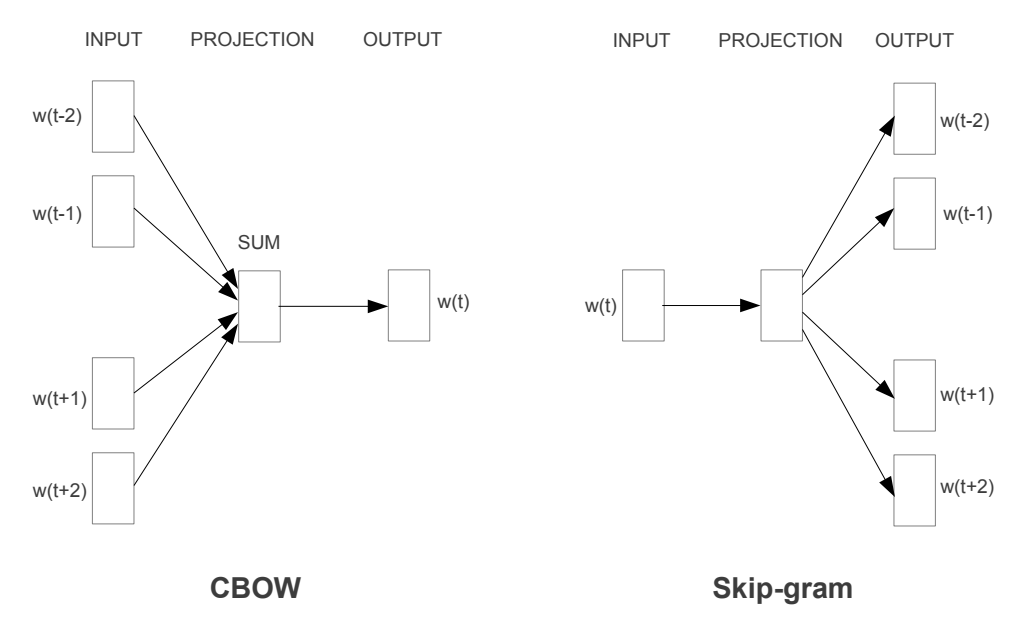 INPUT PROJECTION OUTPUT
w(t-2)
w(t-1)
SUM
w(t)
w(t+1)
w(t+2)
CBOW
INPUT PROJECTION OUTPUT
w(t-2)
w(t-1)
w(t)
w(t+1)
w(t+2)
Skip-gram